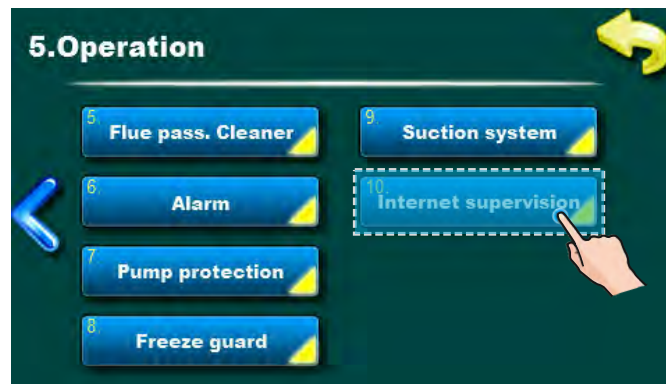 5.Operation
5. Flue pass. Cleaner
6. Alarm
7 Pump protection
8. Freeze guard
9. Suction system
10. Internet supervision